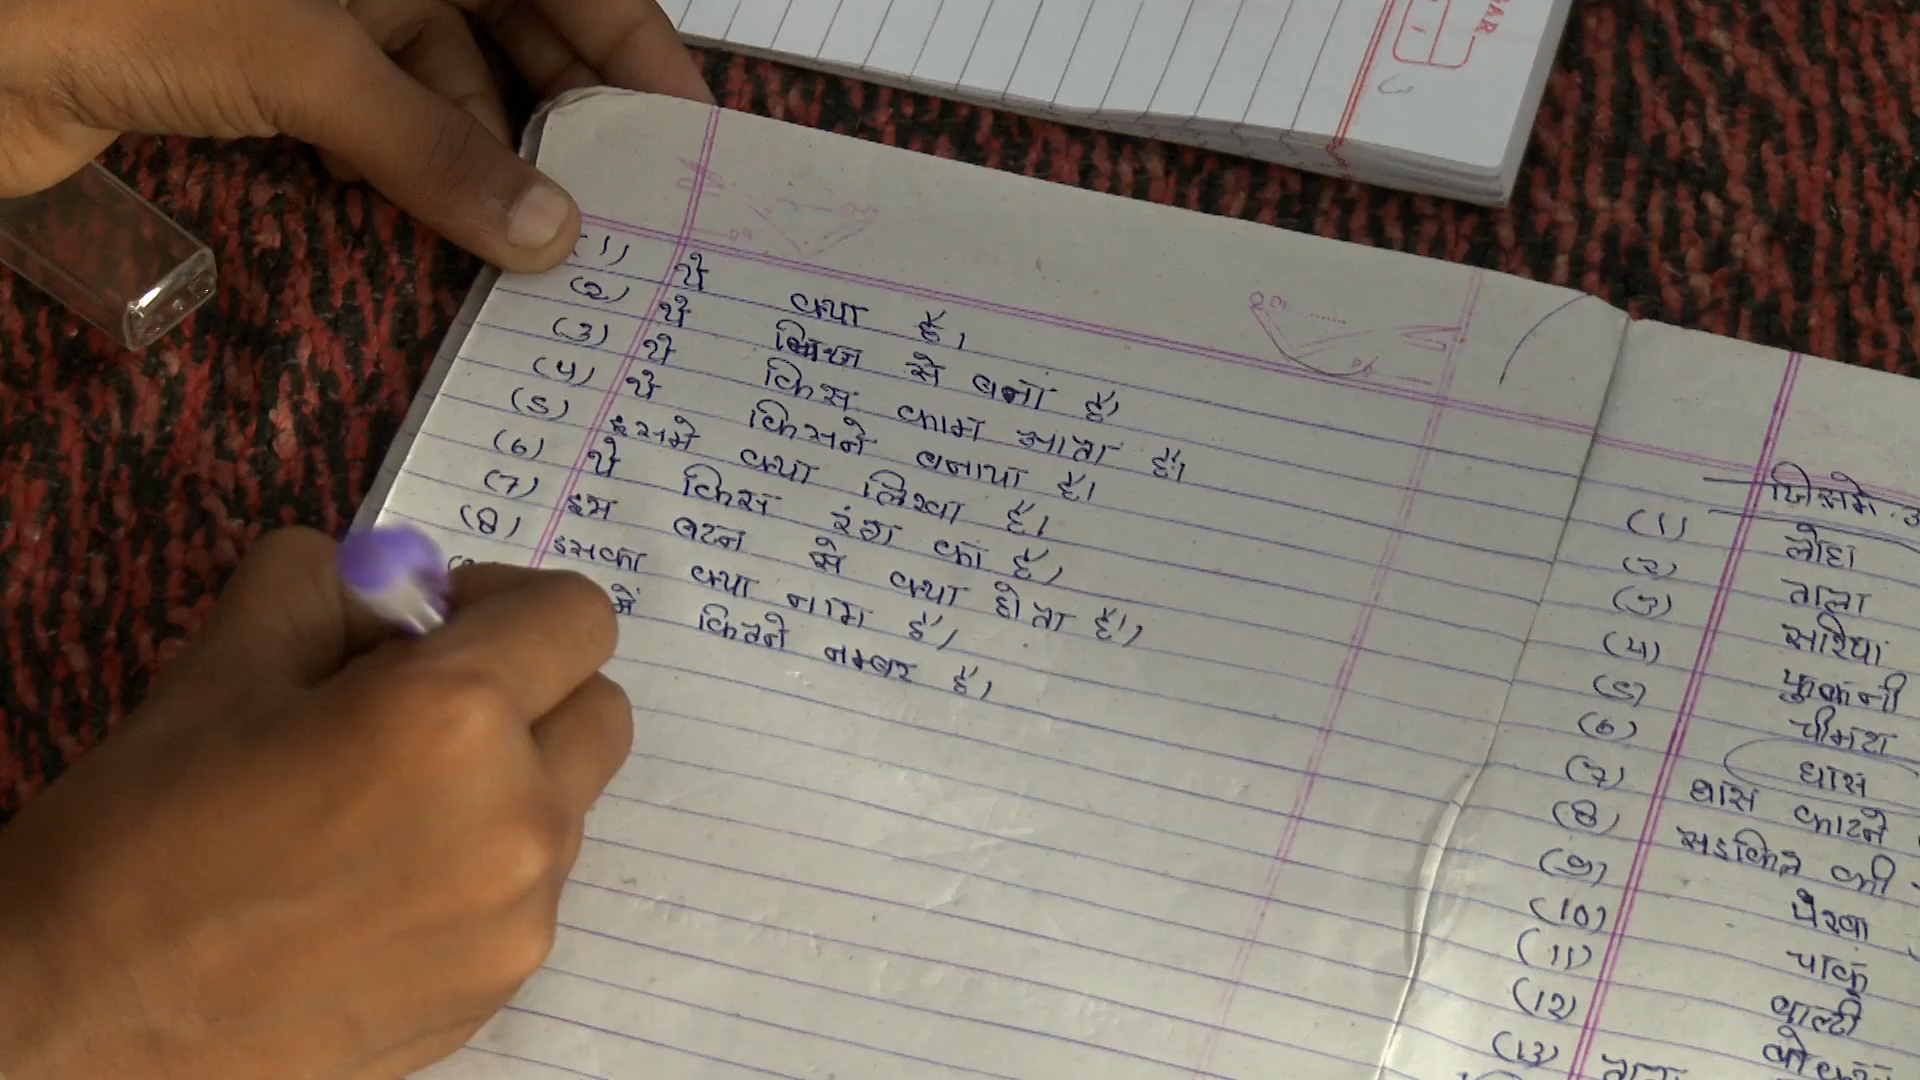 (1) ये क्या है।
(2) ये किस से बना है।
(3) ये किस काम आता है।
(4) ये किसने बनाया है।
(5) इसमे क्या लिखा है।
(6) ये किस रंग का है।
(7) इस बटन से क्या होता है।
(8) इसका क्या नाम है।
में कितने नम्बर है।
जिसमे
(1) लोहा
(2) ताला
(3) सरिया
(4) फुकनी
(5) चीमटा
(6) घास
(7) घास काटने
(8) साइकिल की
(9) पंखा
(10) चाकू
(11) बाल्टी
(12)
(13)